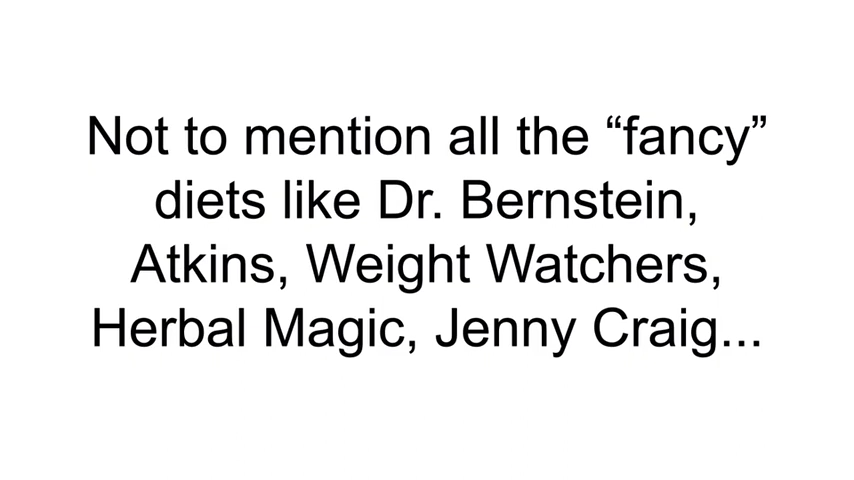 Not to mention all the “fancy”
diets like Dr. Bernstein,
Atkins, Weight Watchers,
Herbal Magic, Jenny Craig...